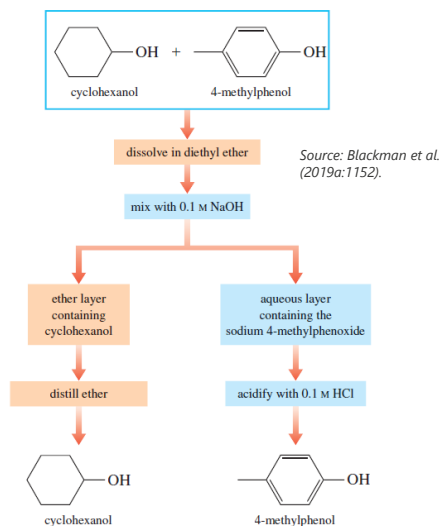 OH + OH
cyclohexanol 4-methylphenol
dissolve in diethyl ether
Source: Blackman et al.
(2019a:1152).
mix with 0.1 M NaOH
ether layer
containing
cyclohexanol
aqueous layer
containing the
sodium 4-methylphenoxide
distill ether
acidify with 0.1 M HCl
OH
cyclohexanol
OH
4-methylphenol